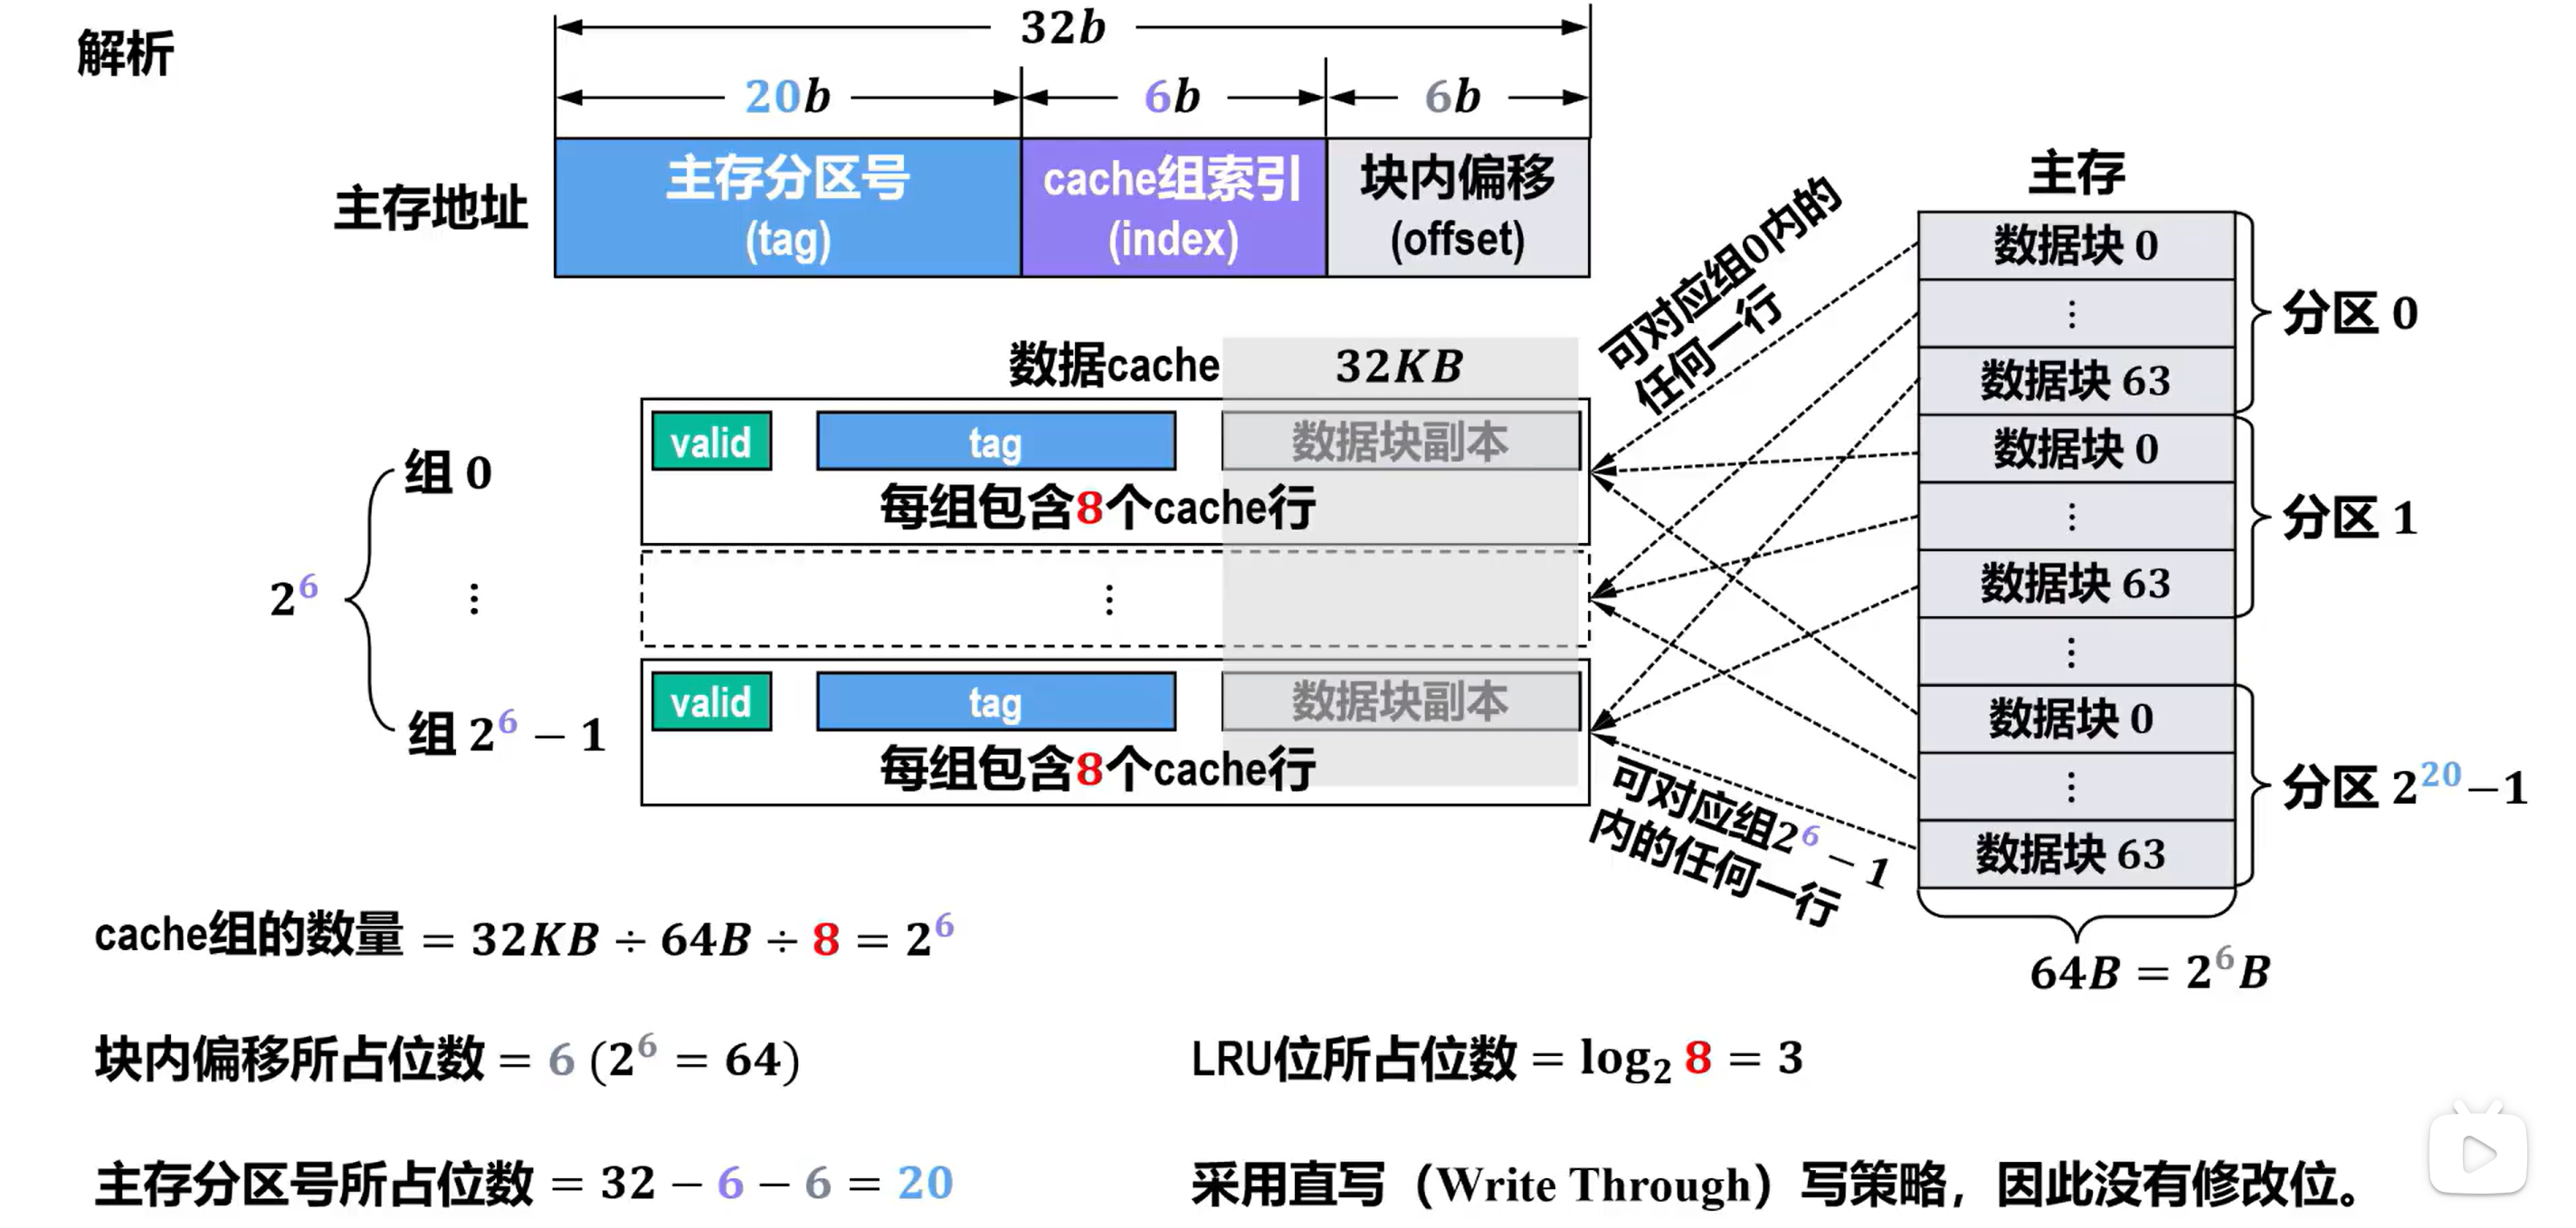 解析
32b
20b 6b 6b
主存地址
主存分区号
(tag)
cache组索引
(index)
块内偏移
(offset)
主存
数据块 0
⋮
数据块 63
数据块 0
⋮
数据块 63
⋮
数据块 0
⋮
数据块 63
分区 0
分区 1
分区 2^20−1
64B = 2^6B
可对应组0内的
任何一行
可对应组2^6 − 1
内的任何一行
数据cache 32KB
valid tag 数据块副本
每组包含8个cache行
⋮
valid tag 数据块副本
每组包含8个cache行
2^6
组 0
⋮
组 2^6 − 1
cache组的数量 = 32KB ÷ 64B ÷ 8 = 2^6
块内偏移所占位数 = 6 (2^6 = 64)
主存分区号所占位数 = 32 − 6 − 6 = 20
LRU位所占位数 = log₂ 8 = 3
采用直写（Write Through）写策略，因此没有修改位。